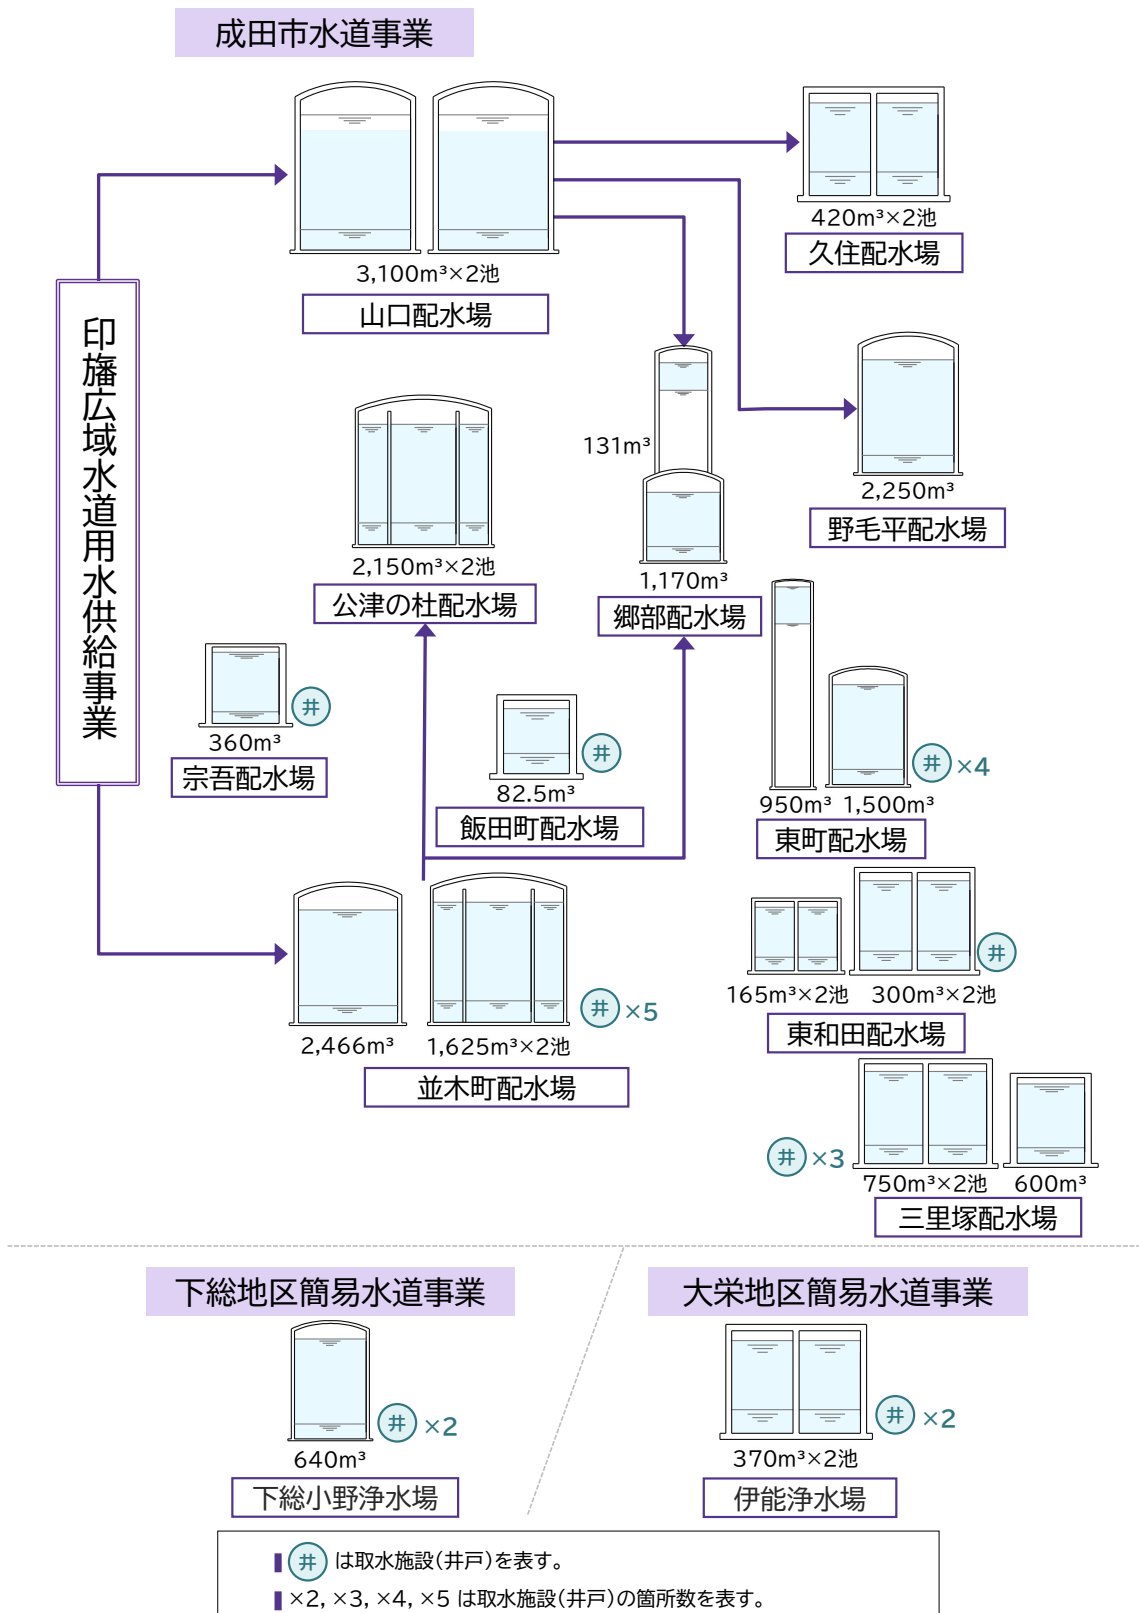 成田市水道事業
印旛広域水道用水供給事業
3,100m³×2池
山口配水場
420m³×2池
久住配水場
2,250m³
野毛平配水場
131m³
1,170m³
郷部配水場
2,150m³×2池
公津の杜配水場
井
360m³
宗吾配水場
井
82.5m³
飯田町配水場
井 ×4
950m³ 1,500m³
東町配水場
井
165m³×2池 300m³×2池
東和田配水場
井 ×5
2,466m³ 1,625m³×2池
並木町配水場
井 ×3
750m³×2池 600m³
三里塚配水場
下総地区簡易水道事業
井 ×2
640m³
下総小野浄水場
大栄地区簡易水道事業
井 ×2
370m³×2池
伊能浄水場
井 は取水施設(井戸)を表す。
×2, ×3, ×4, ×5 は取水施設(井戸)の箇所数を表す。